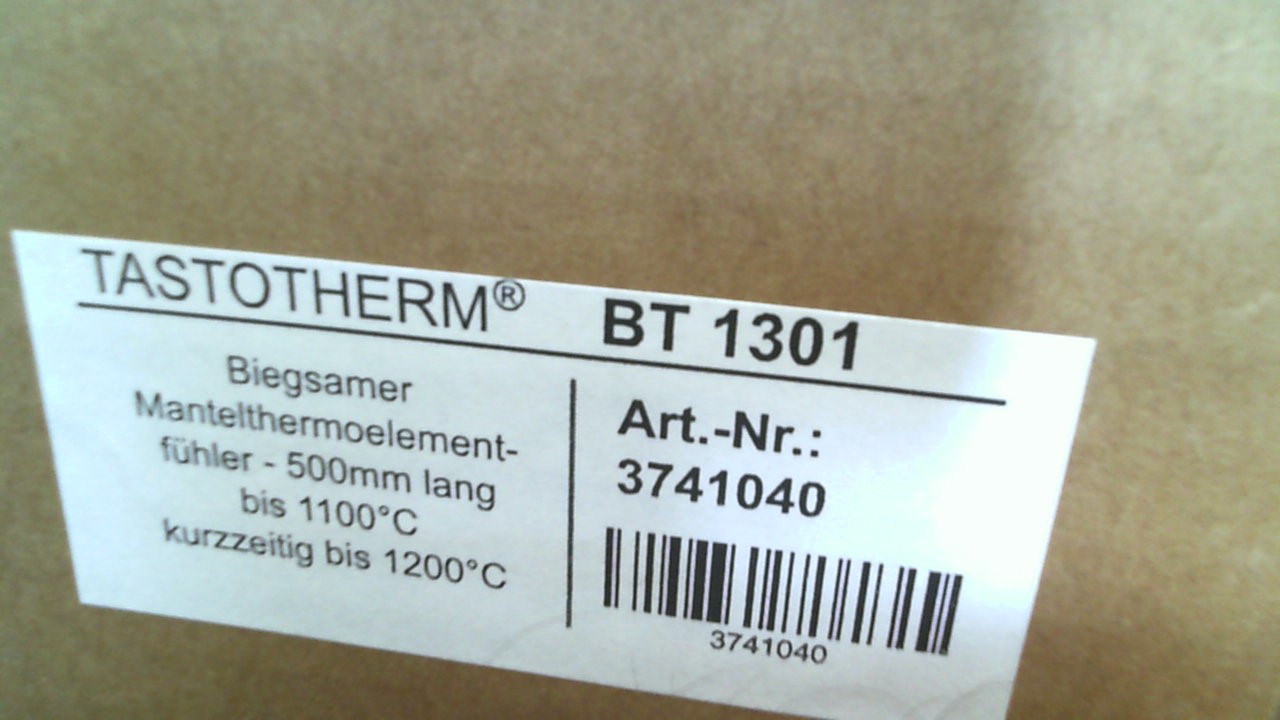 TASTOTHERM® BT 1301
Biegsamer
Mantelthermoelement-
fühler - 500mm lang
bis 1100°C
kurzzeitig bis 1200°C
Art.-Nr.:
3741040
3741040